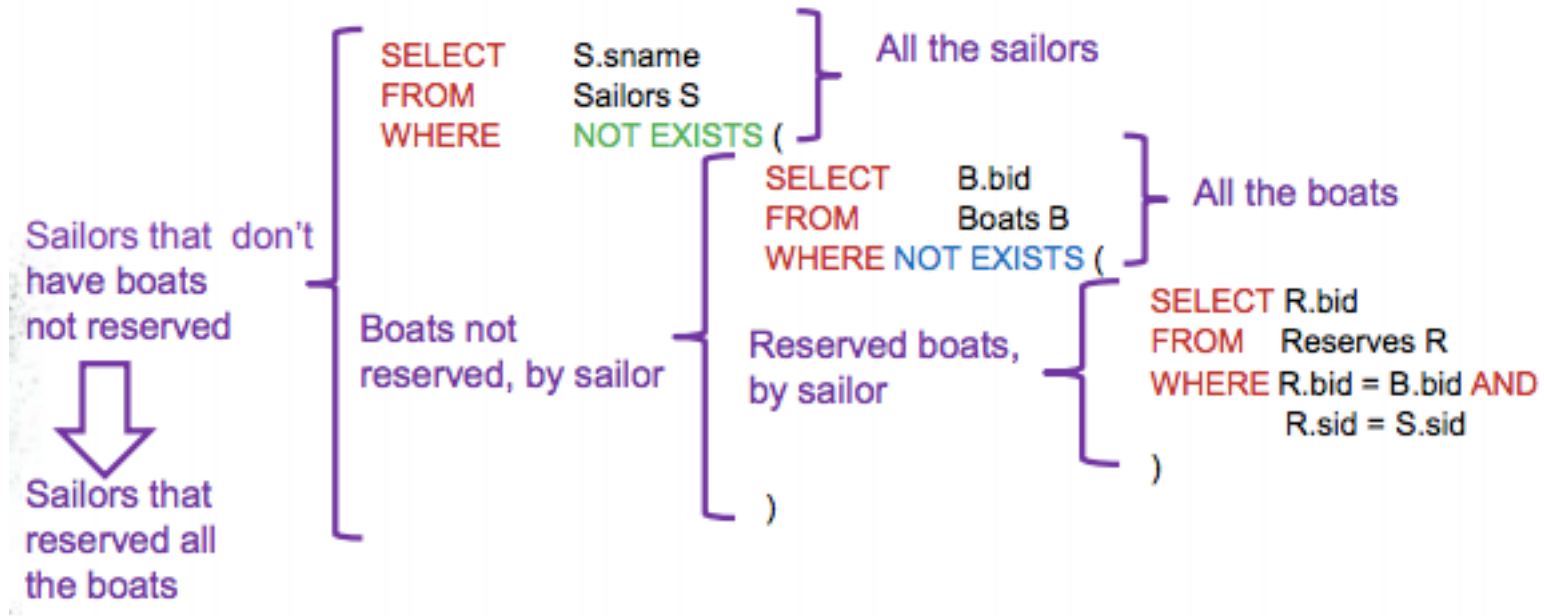 SELECT S.sname
FROM Sailors S
WHERE NOT EXISTS (
All the sailors
SELECT B.bid
FROM Boats B
WHERE NOT EXISTS (
All the boats
SELECT R.bid
FROM Reserves R
WHERE R.bid = B.bid AND
R.sid = S.sid
)
)
Reserved boats,
by sailor
Boats not
reserved, by sailor
Sailors that don't
have boats
not reserved
Sailors that
reserved all
the boats